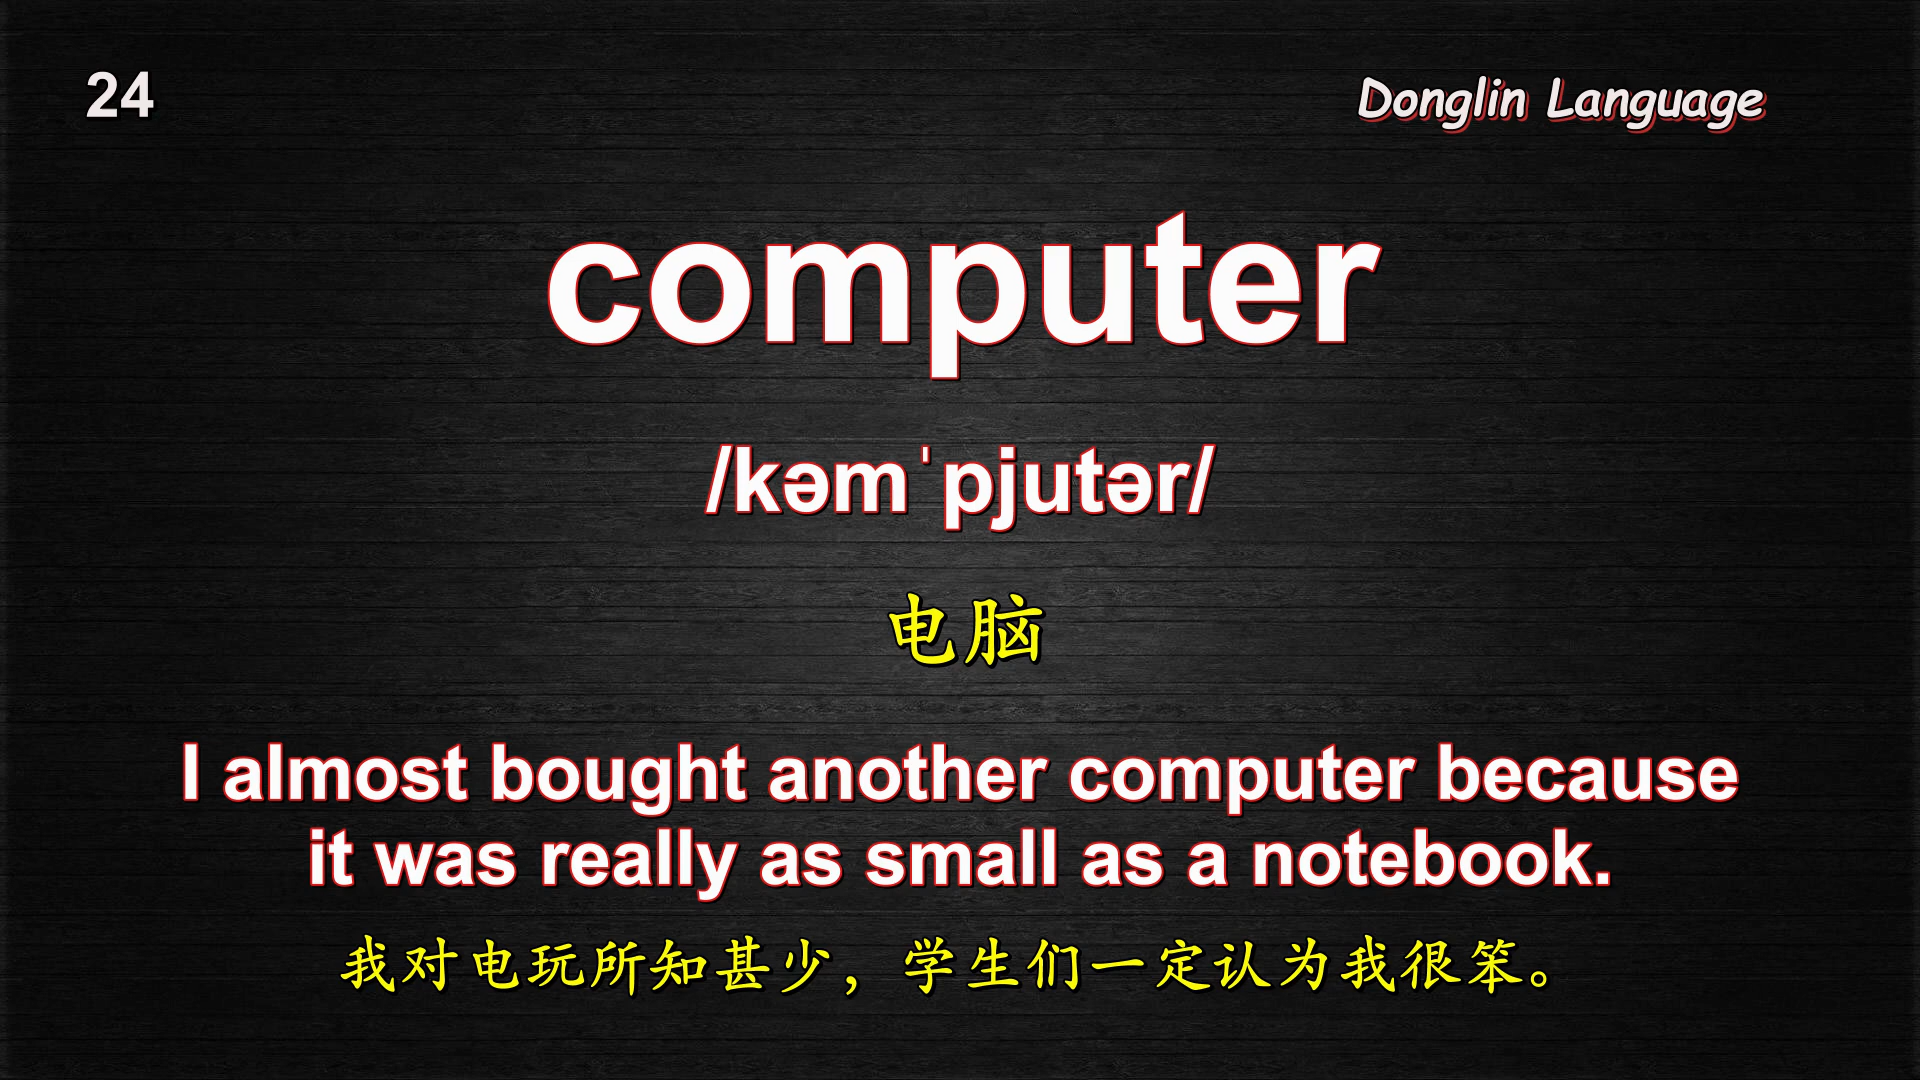 24
Donglin Language
computer
/kəmˈpjutər/
电脑
I almost bought another computer because
it was really as small as a notebook.
我对电玩所知甚少，学生们一定认为我很笨。